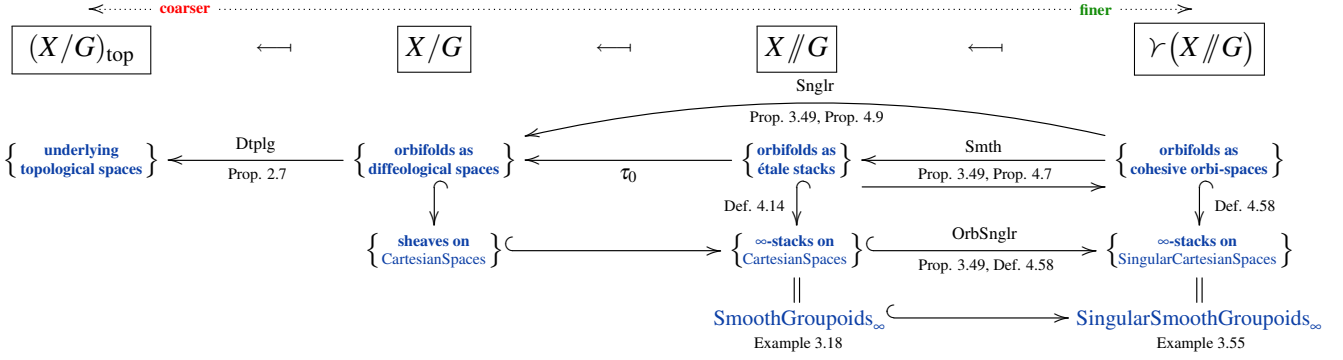 coarser finer
(X/G)top ⟻ X/G ⟻ X⫽G ⟻ ⋎(X⫽G)
Snglr
Prop. 3.49, Prop. 4.9
{ underlying topological spaces } Dtplg Prop. 2.7 { orbifolds as diffeological spaces } τ0 { orbifolds as étale stacks } Smth Prop. 3.49, Prop. 4.7 { orbifolds as cohesive orbi-spaces }
Def. 4.14 Def. 4.58
{ sheaves on CartesianSpaces } { ∞-stacks on CartesianSpaces } OrbSnglr Prop. 3.49, Def. 4.58 { ∞-stacks on SingularCartesianSpaces }
SmoothGroupoids∞ SingularSmoothGroupoids∞
Example 3.18 Example 3.55